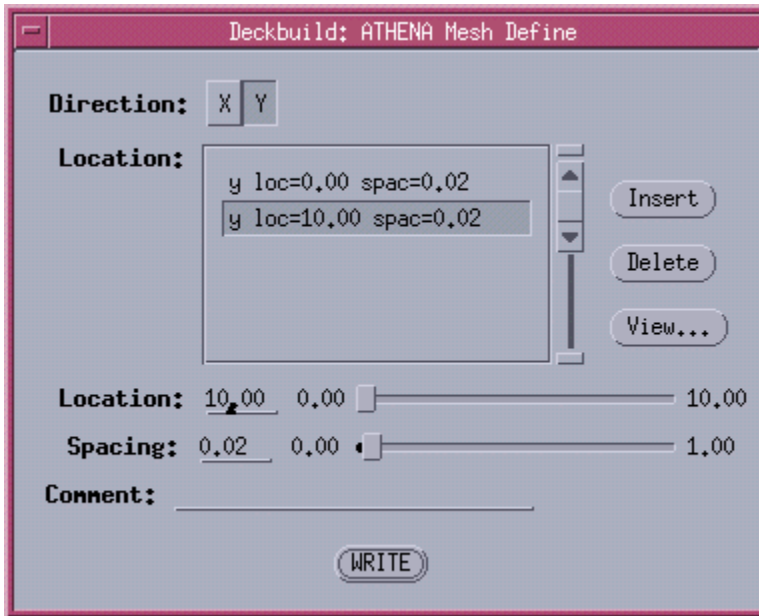 Deckbuild: ATHENA Mesh Define
Direction: X Y
Location:
y loc=0.00 spac=0.02
y loc=10.00 spac=0.02
Insert
Delete
View...
Location: 10.00 0.00 10.00
Spacing: 0.02 0.00 1.00
Comment:
WRITE